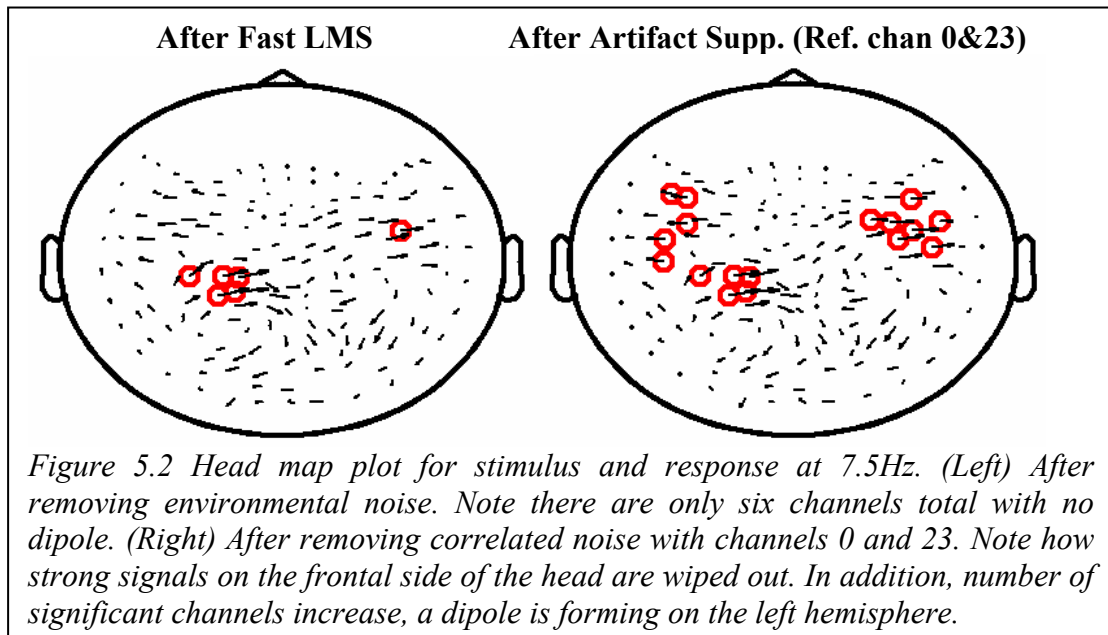 After Fast LMS
After Artifact Supp. (Ref. chan 0&23)
Figure 5.2 Head map plot for stimulus and response at 7.5Hz. (Left) After
removing environmental noise. Note there are only six channels total with no
dipole. (Right) After removing correlated noise with channels 0 and 23. Note how
strong signals on the frontal side of the head are wiped out. In addition, number of
significant channels increase, a dipole is forming on the left hemisphere.